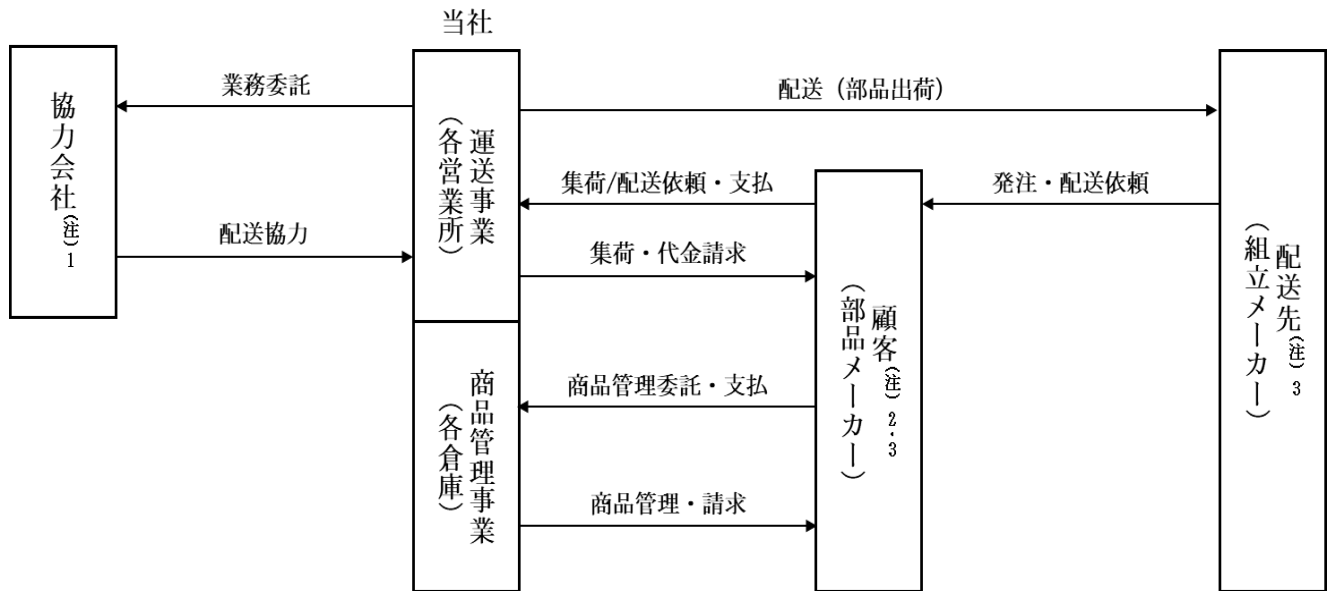 当社
協力会社(注)1
業務委託
配送協力
運送事業
(各営業所)
商品管理事業
(各倉庫)
配送(部品出荷)
集荷/配送依頼・支払
集荷・代金請求
商品管理委託・支払
商品管理・請求
顧客(注)2・3
(部品メーカー)
発注・配送依頼
配送先(注)3
(組立メーカー)